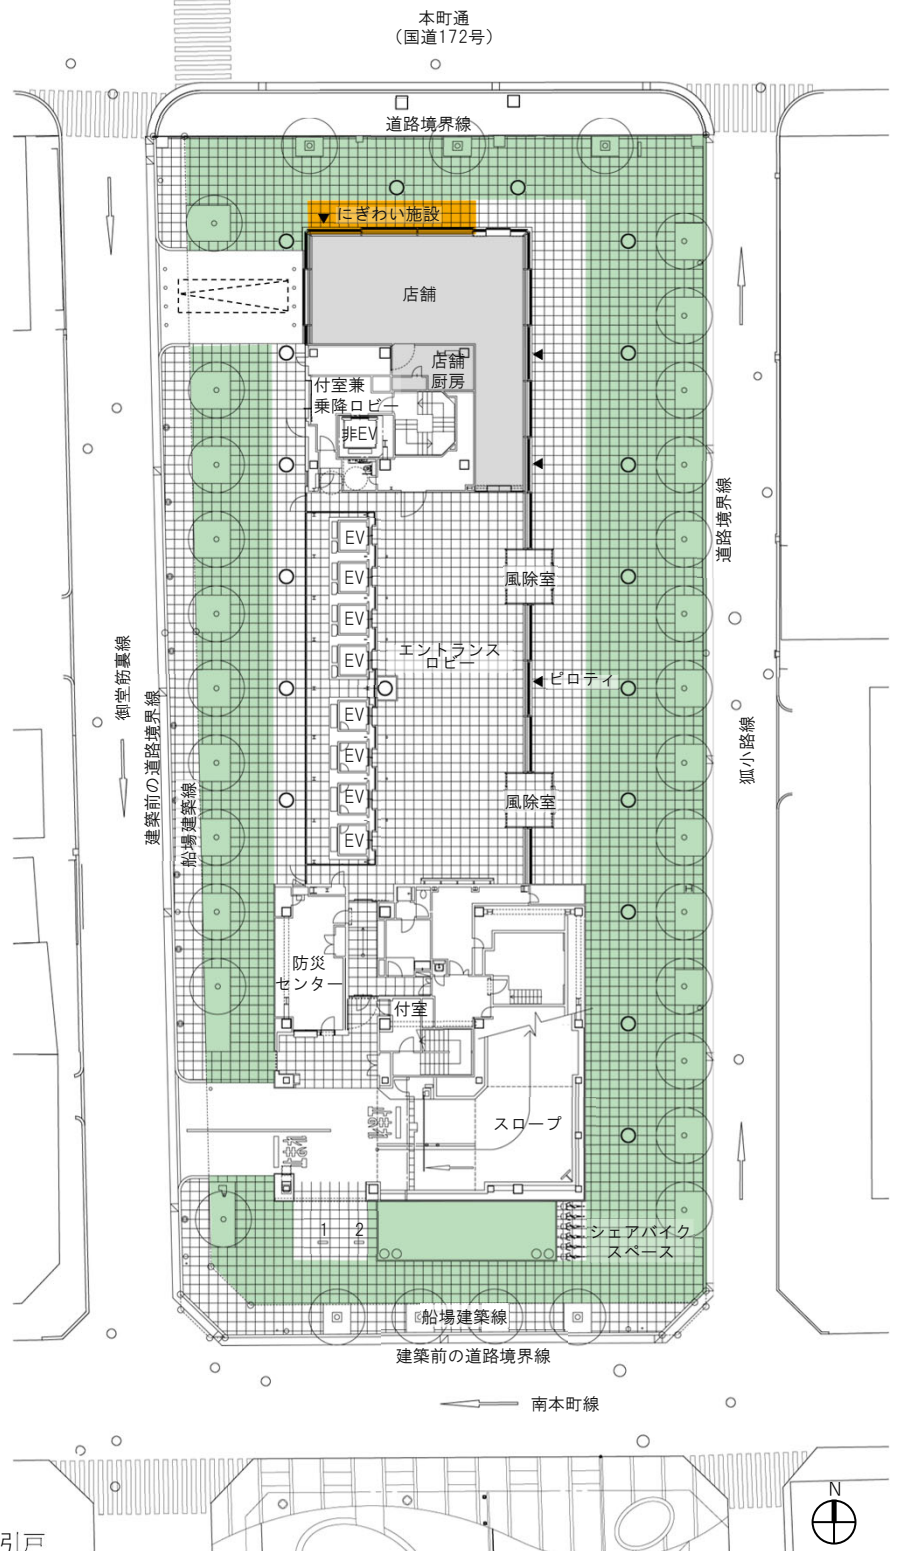 本町通
（国道172号）
道路境界線
にぎわい施設
店舗
店舗
厨房
付室兼
乗降ロビー
非EV
道路境界線
EV
EV
風除室
EV
エントランス
ロビー
EV
御堂筋裏線
ピロティ
建築前の道路境界線
EV
狐小路線
EV
船場建築線
EV
風除室
EV
防災
センター
付室
スロープ
1
2
シェアバイク
スペース
船場建築線
建築前の道路境界線
南本町線
N
引戸